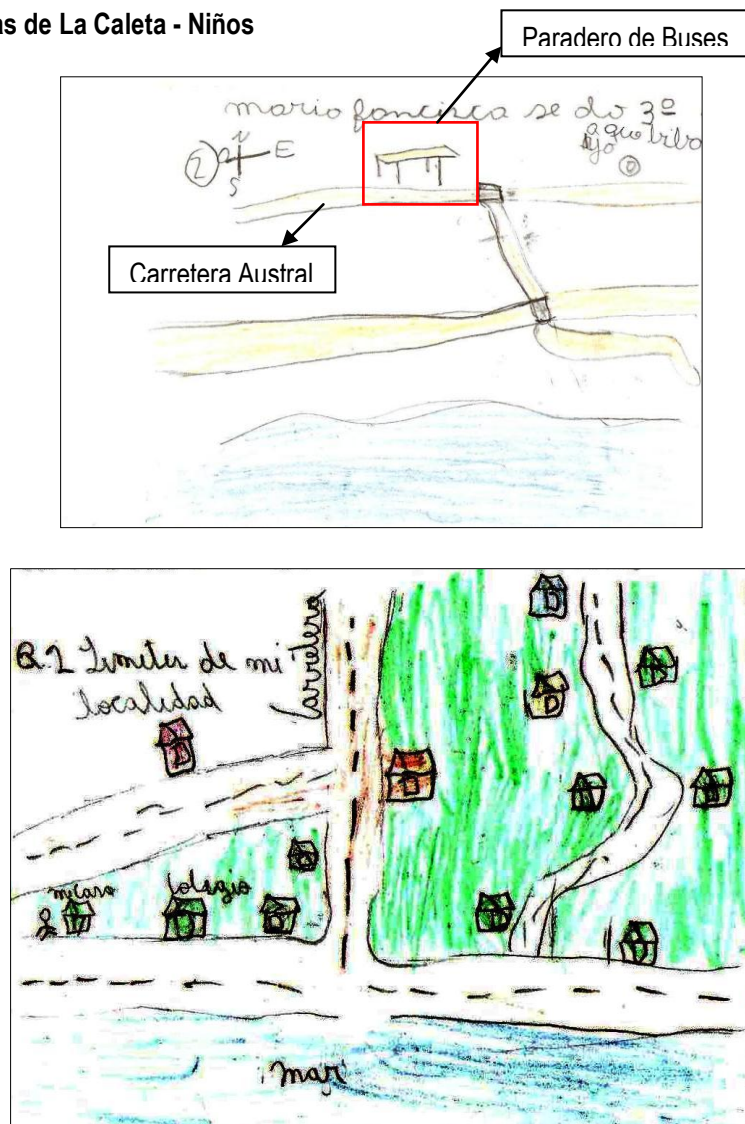 as de La Caleta - Niños
Paradero de Buses
mario francisca se do 3º
N
2 O E
S
Carretera Austral
Limites de mi
localidad
Carretera
mi casa
Colegio
mar